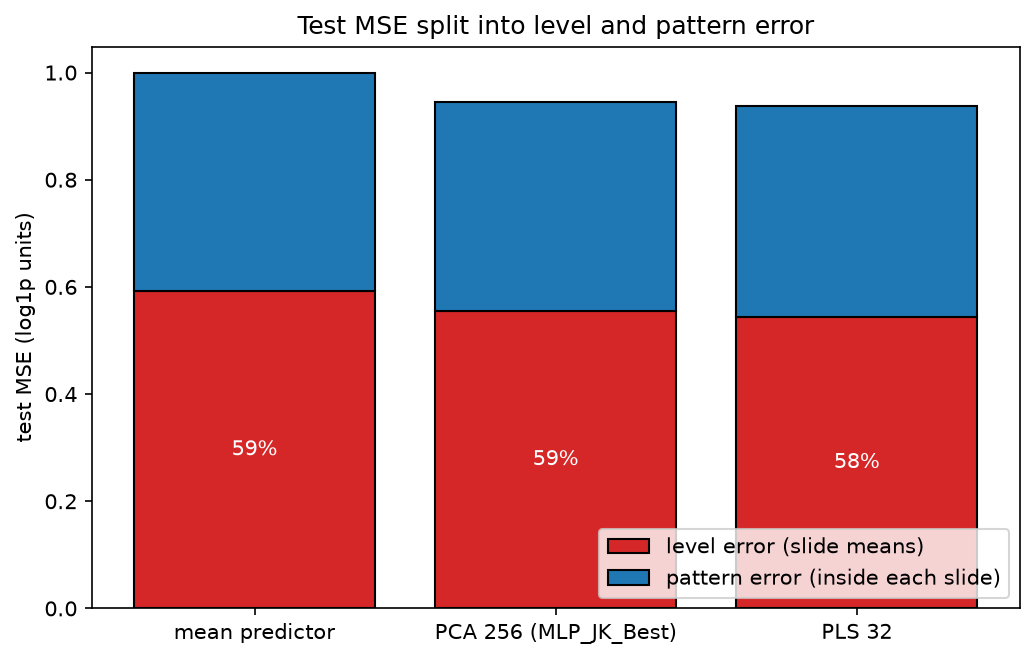 Test MSE split into level and pattern error
test MSE (log1p units)
1.0
0.8
0.6
0.4
0.2
0.0
59%
59%
58%
level error (slide means)
pattern error (inside each slide)
mean predictor
PCA 256 (MLP_JK_Best)
PLS 32